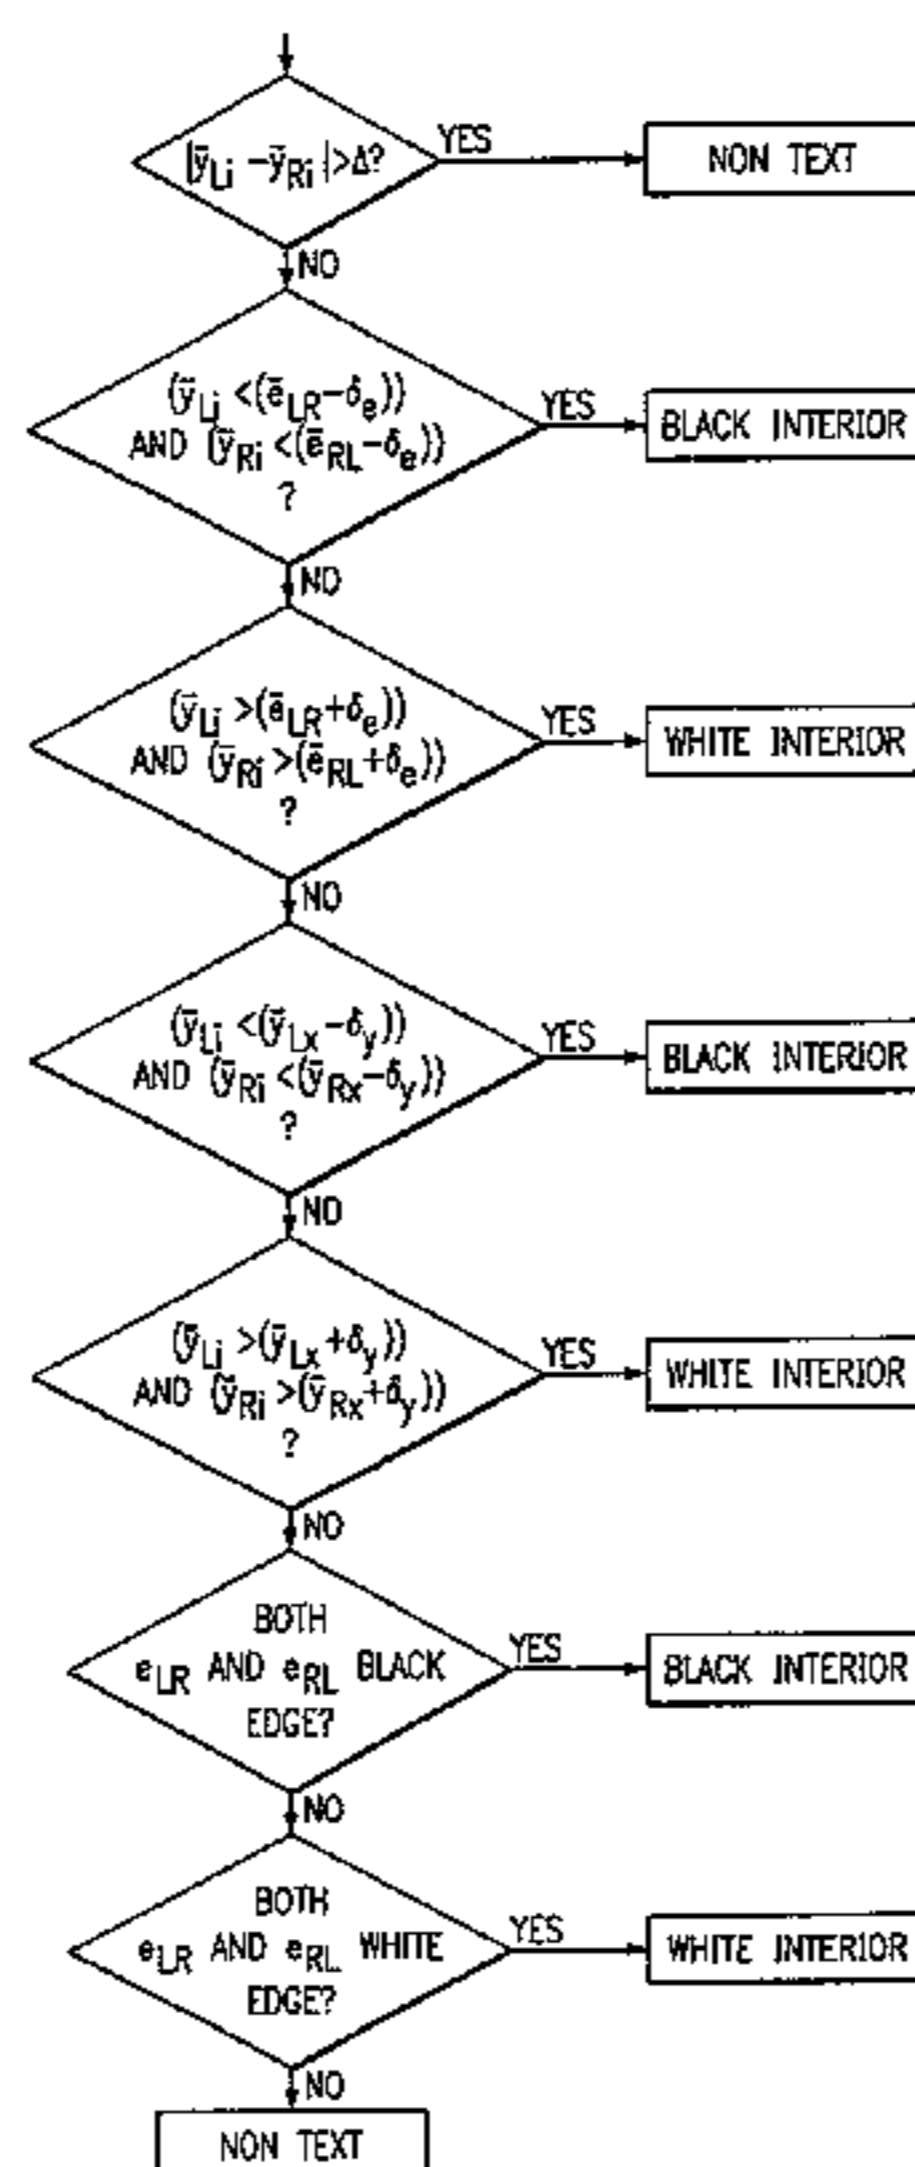 |ȳLi −ȳRi|>Δ?
YES
NON TEXT
NO
(ȳLi <(ēLR−δe))
AND (ȳRi <(ēRL−δe))
?
YES
BLACK INTERIOR
NO
(ȳLi >(ēLR+δe))
AND (ȳRi >(ēRL+δe))
?
YES
WHITE INTERIOR
NO
(ȳLi <(ȳLx−δy))
AND (ȳRi <(ȳRx−δy))
?
YES
BLACK INTERIOR
NO
(ȳLi >(ȳLx+δy))
AND (ȳRi >(ȳRx+δy))
?
YES
WHITE INTERIOR
NO
BOTH
eLR AND eRL BLACK
EDGE?
YES
BLACK INTERIOR
NO
BOTH
eLR AND eRL WHITE
EDGE?
YES
WHITE INTERIOR
NO
NON TEXT